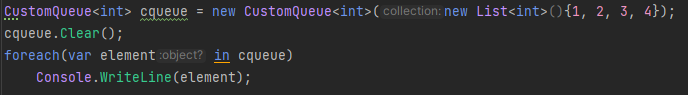 CustomQueue<int> cqueue = new CustomQueue<int>(collection: new List<int>(){1, 2, 3, 4});
cqueue.Clear();
foreach(var element :object? in cqueue)
Console.WriteLine(element);